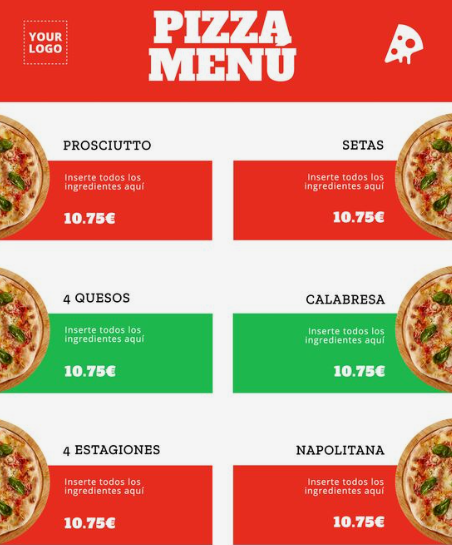 YOUR
LOGO
PIZZA
MENÚ
PROSCIUTTO
Inserte todos los
ingredientes aquí
10.75€
SETAS
Inserte todos los
ingredientes aquí
10.75€
4 QUESOS
Inserte todos los
ingredientes aquí
10.75€
CALABRESA
Inserte todos los
ingredientes aquí
10.75€
4 ESTAGIONES
Inserte todos los
ingredientes aquí
10.75€
NAPOLITANA
Inserte todos los
ingredientes aquí
10.75€